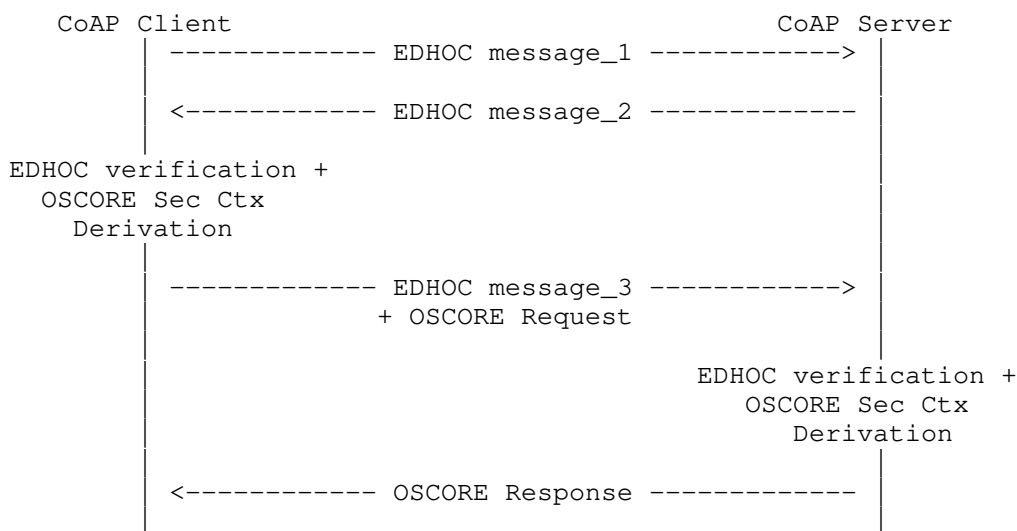 CoAP Client CoAP Server
------------- EDHOC message_1 ------------>
<------------ EDHOC message_2 -------------
EDHOC verification +
OSCORE Sec Ctx
Derivation
------------- EDHOC message_3 ------------>
+ OSCORE Request
EDHOC verification +
OSCORE Sec Ctx
Derivation
<------------ OSCORE Response -------------